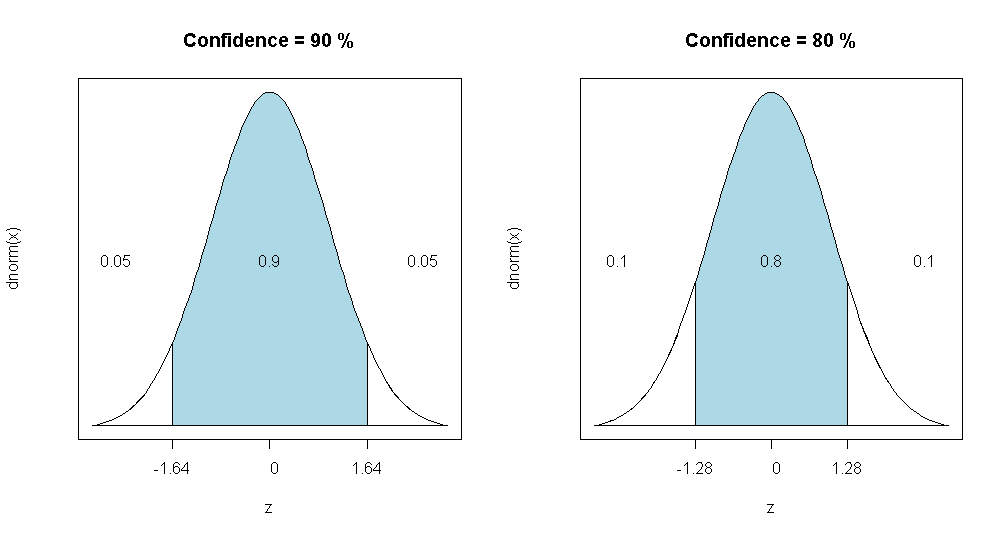 Confidence = 90 %
dnorm(x)
0.05 0.9 0.05
-1.64 0 1.64
z
Confidence = 80 %
dnorm(x)
0.1 0.8 0.1
-1.28 0 1.28
z